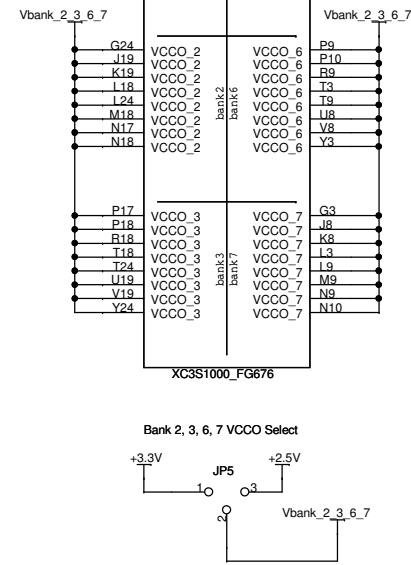 Vbank_2_3_6_7 Vbank_2_3_6_7
G24 VCCO_2 VCCO_6 P9
J19 VCCO_2 VCCO_6 P10
K19 VCCO_2 VCCO_6 R9
L18 VCCO_2 VCCO_6 T3
L24 VCCO_2 VCCO_6 T9
M18 VCCO_2 VCCO_6 U8
N17 VCCO_2 VCCO_6 V8
N18 VCCO_2 VCCO_6 Y3
bank2
bank6
P17 VCCO_3 VCCO_7 G3
P18 VCCO_3 VCCO_7 J8
R18 VCCO_3 VCCO_7 K8
T18 VCCO_3 VCCO_7 L3
T24 VCCO_3 VCCO_7 L9
U19 VCCO_3 VCCO_7 M9
V19 VCCO_3 VCCO_7 N9
Y24 VCCO_3 VCCO_7 N10
bank3
bank7
XC3S1000_FG676
Bank 2, 3, 6, 7 VCCO Select
+3.3V +2.5V
JP5
1 3
2
Vbank_2_3_6_7